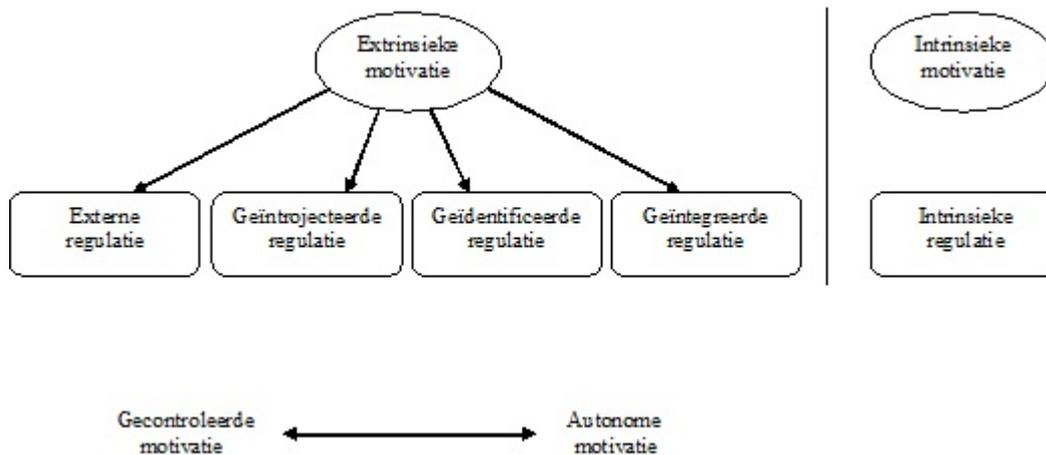 Extrinsieke
motivatie
Intrinsieke
motivatie
Externe
regulatie
Geïntrojecteerde
regulatie
Geïdentificeerde
regulatie
Geïntegreerde
regulatie
Intrinsieke
regulatie
Gecontroleerde
motivatie
Autonome
motivatie